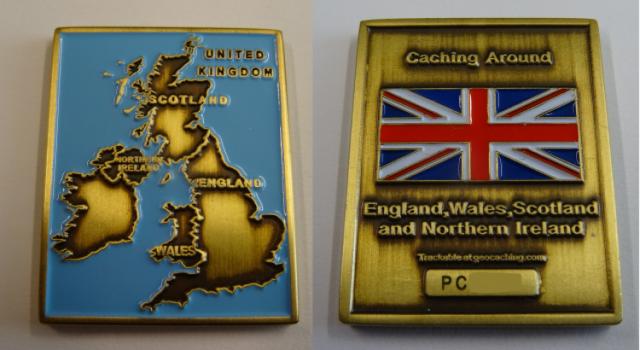 UNITED
KINGDOM
SCOTLAND
NORTHERN
IRELAND
ENGLAND
WALES
Caching Around
England,Wales,Scotland
and Northern Ireland
Trackable at geocaching.com
PC